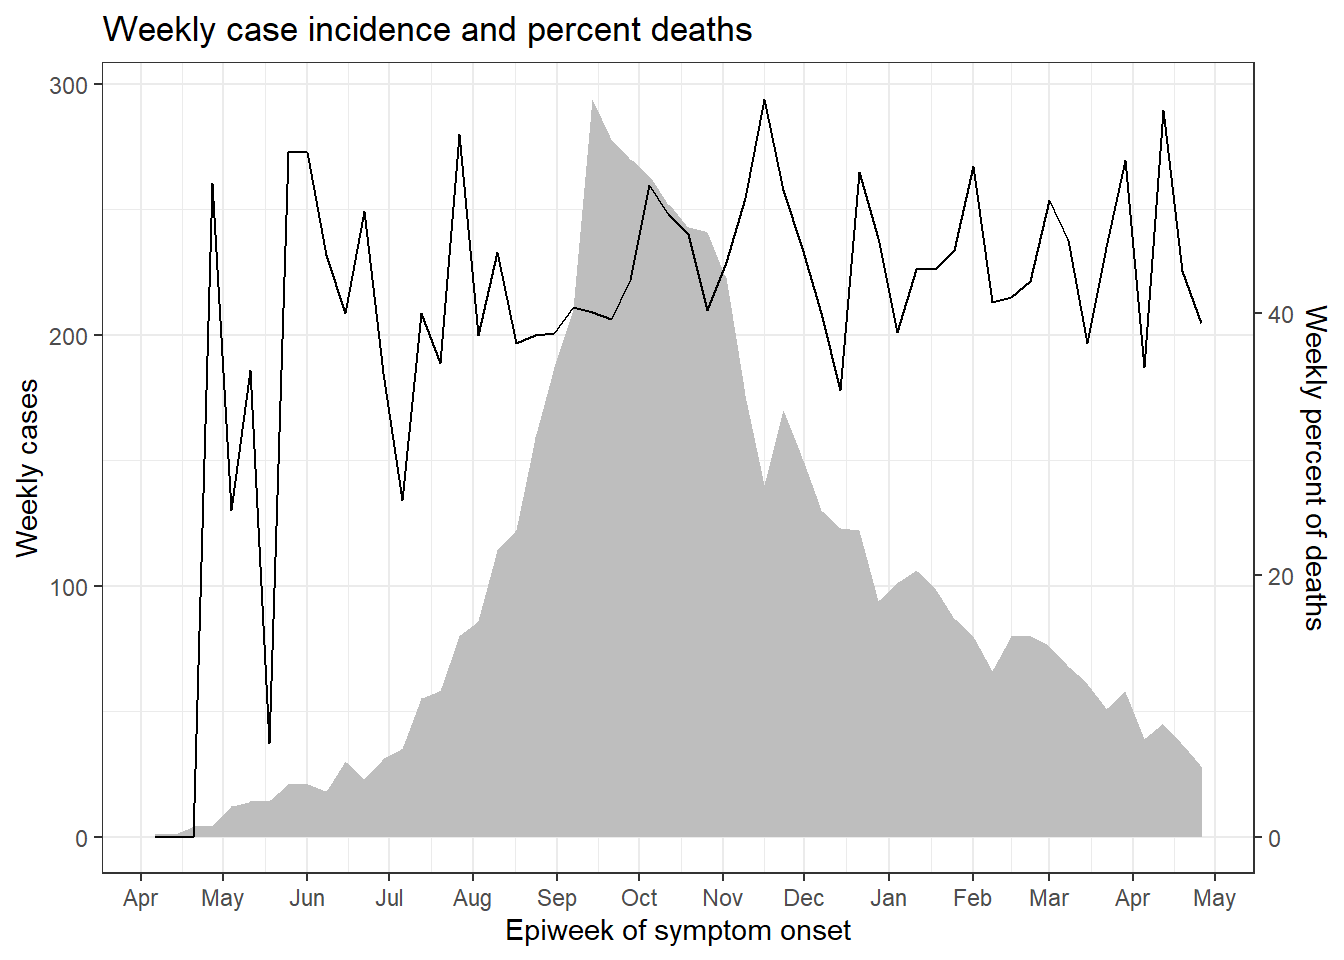 Weekly case incidence and percent deaths
300
200
100
0
Weekly cases
40
20
0
Weekly percent of deaths
Apr May Jun Jul Aug Sep Oct Nov Dec Jan Feb Mar Apr May
Epiweek of symptom onset